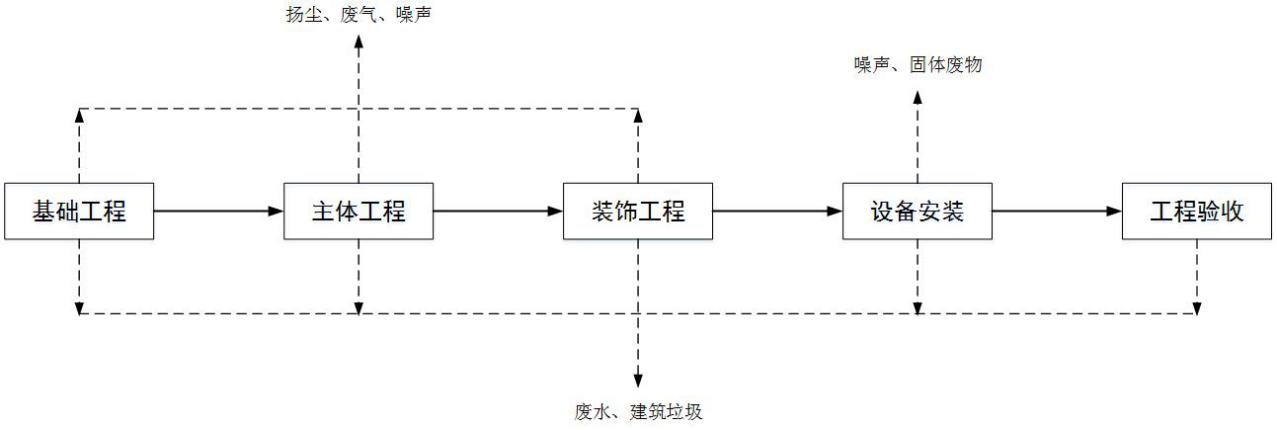 扬尘、废气、噪声
噪声、固体废物
基础工程
主体工程
装饰工程
设备安装
工程验收
废水、建筑垃圾